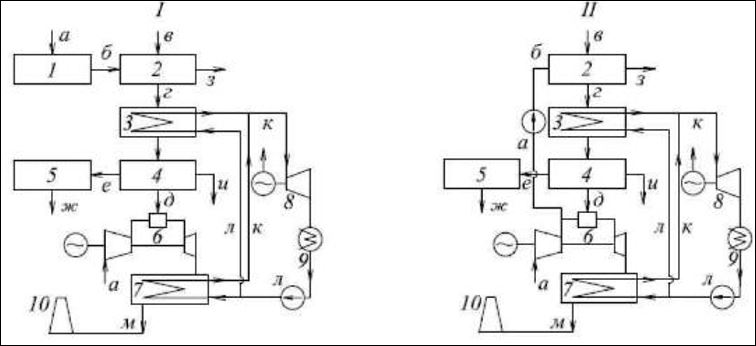 I
II
а
б
в
1
2
з
г
3
к
5
е
4
и
ж
д
8
6
л
к
9
а
7
л
10
м
в
б
2
з
г
3
к
а
5
е
4
и
ж
д
8
6
л
к
9
а
7
л
10
м